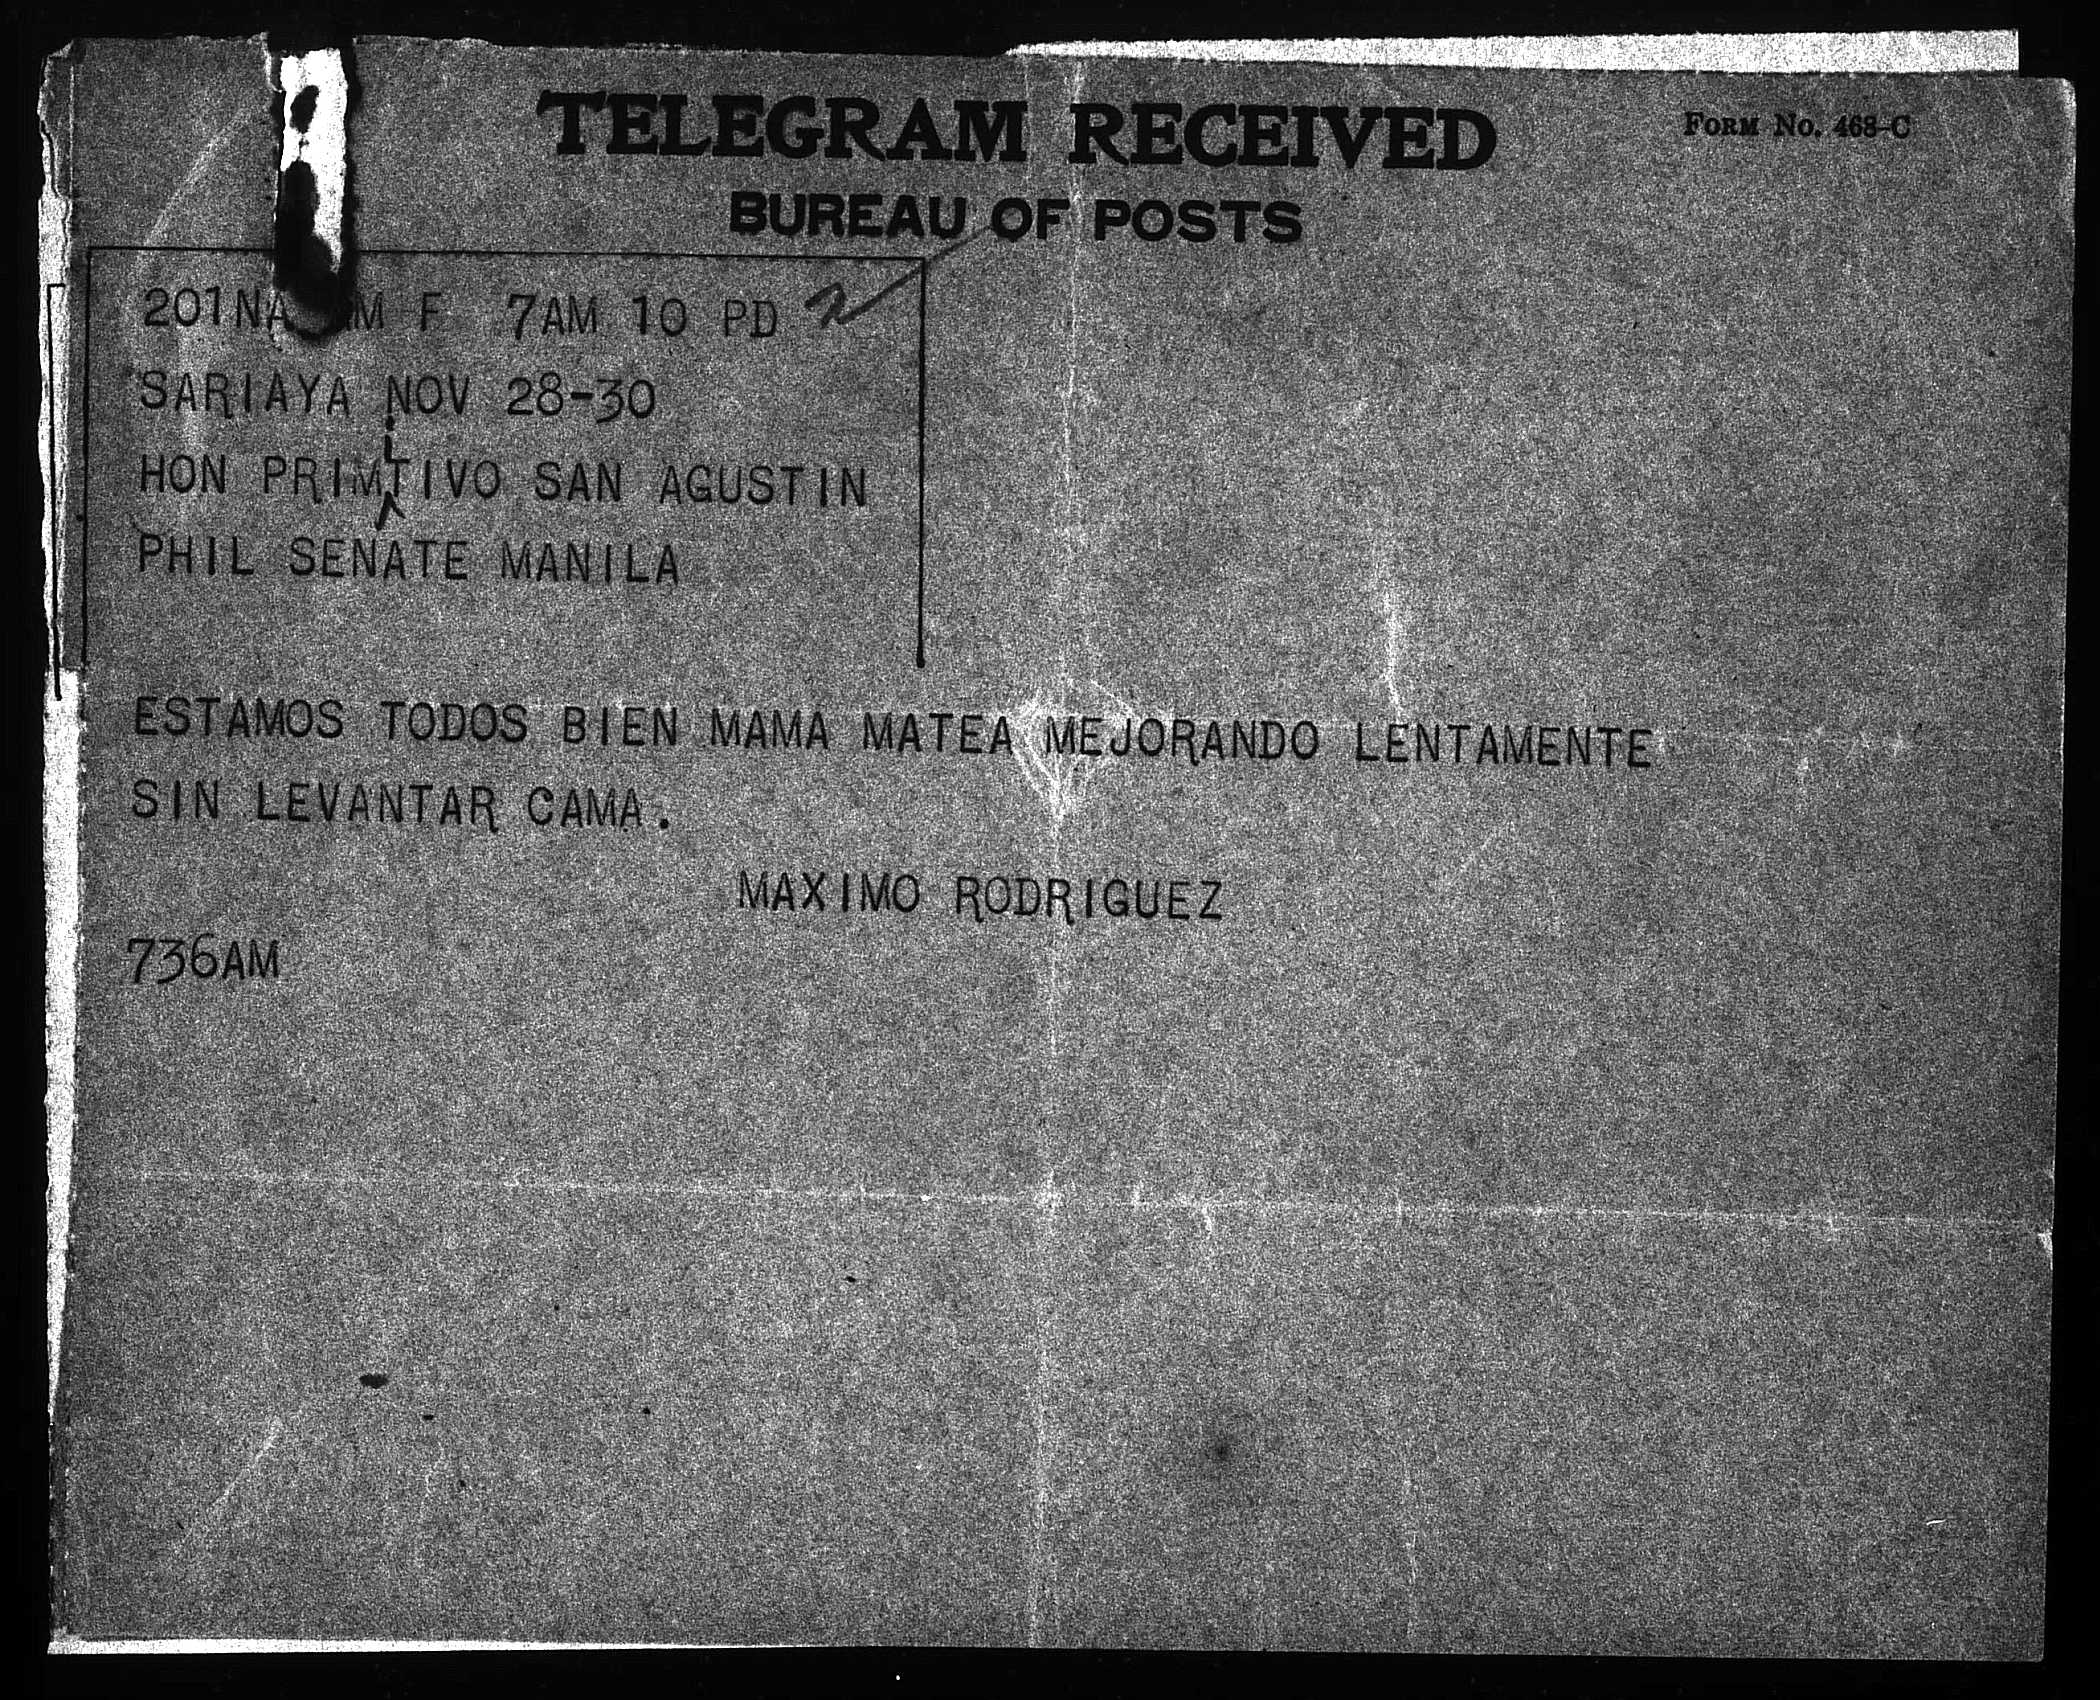 TELEGRAM RECEIVED
FORM No. 468-C
BUREAU OF POSTS
F 7AM 10 PD
SARIAYA NOV 28-30
HON PRIMITIVO SAN AGUSTIN
PHIL SENATE MANILA
ESTAMOS TODOS BIEN MAMA MATEA MEJORANDO LENTAMENTE
SIN LEVANTAR CAMA.
MAXIMO RODRIGUEZ
736AM